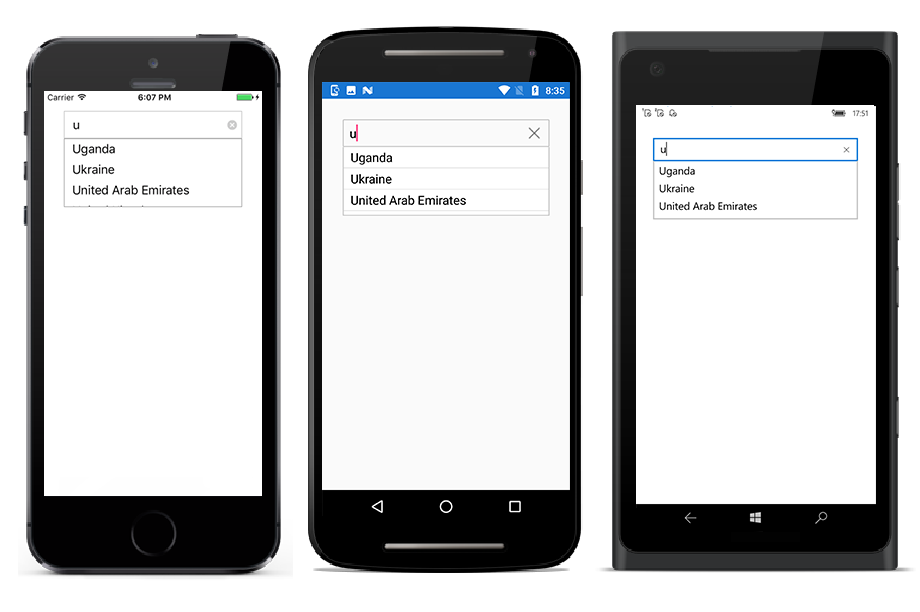 Carrier 6:07 PM
u
Uganda
Ukraine
United Arab Emirates
8:35
u
Uganda
Ukraine
United Arab Emirates
17:51
u
Uganda
Ukraine
United Arab Emirates